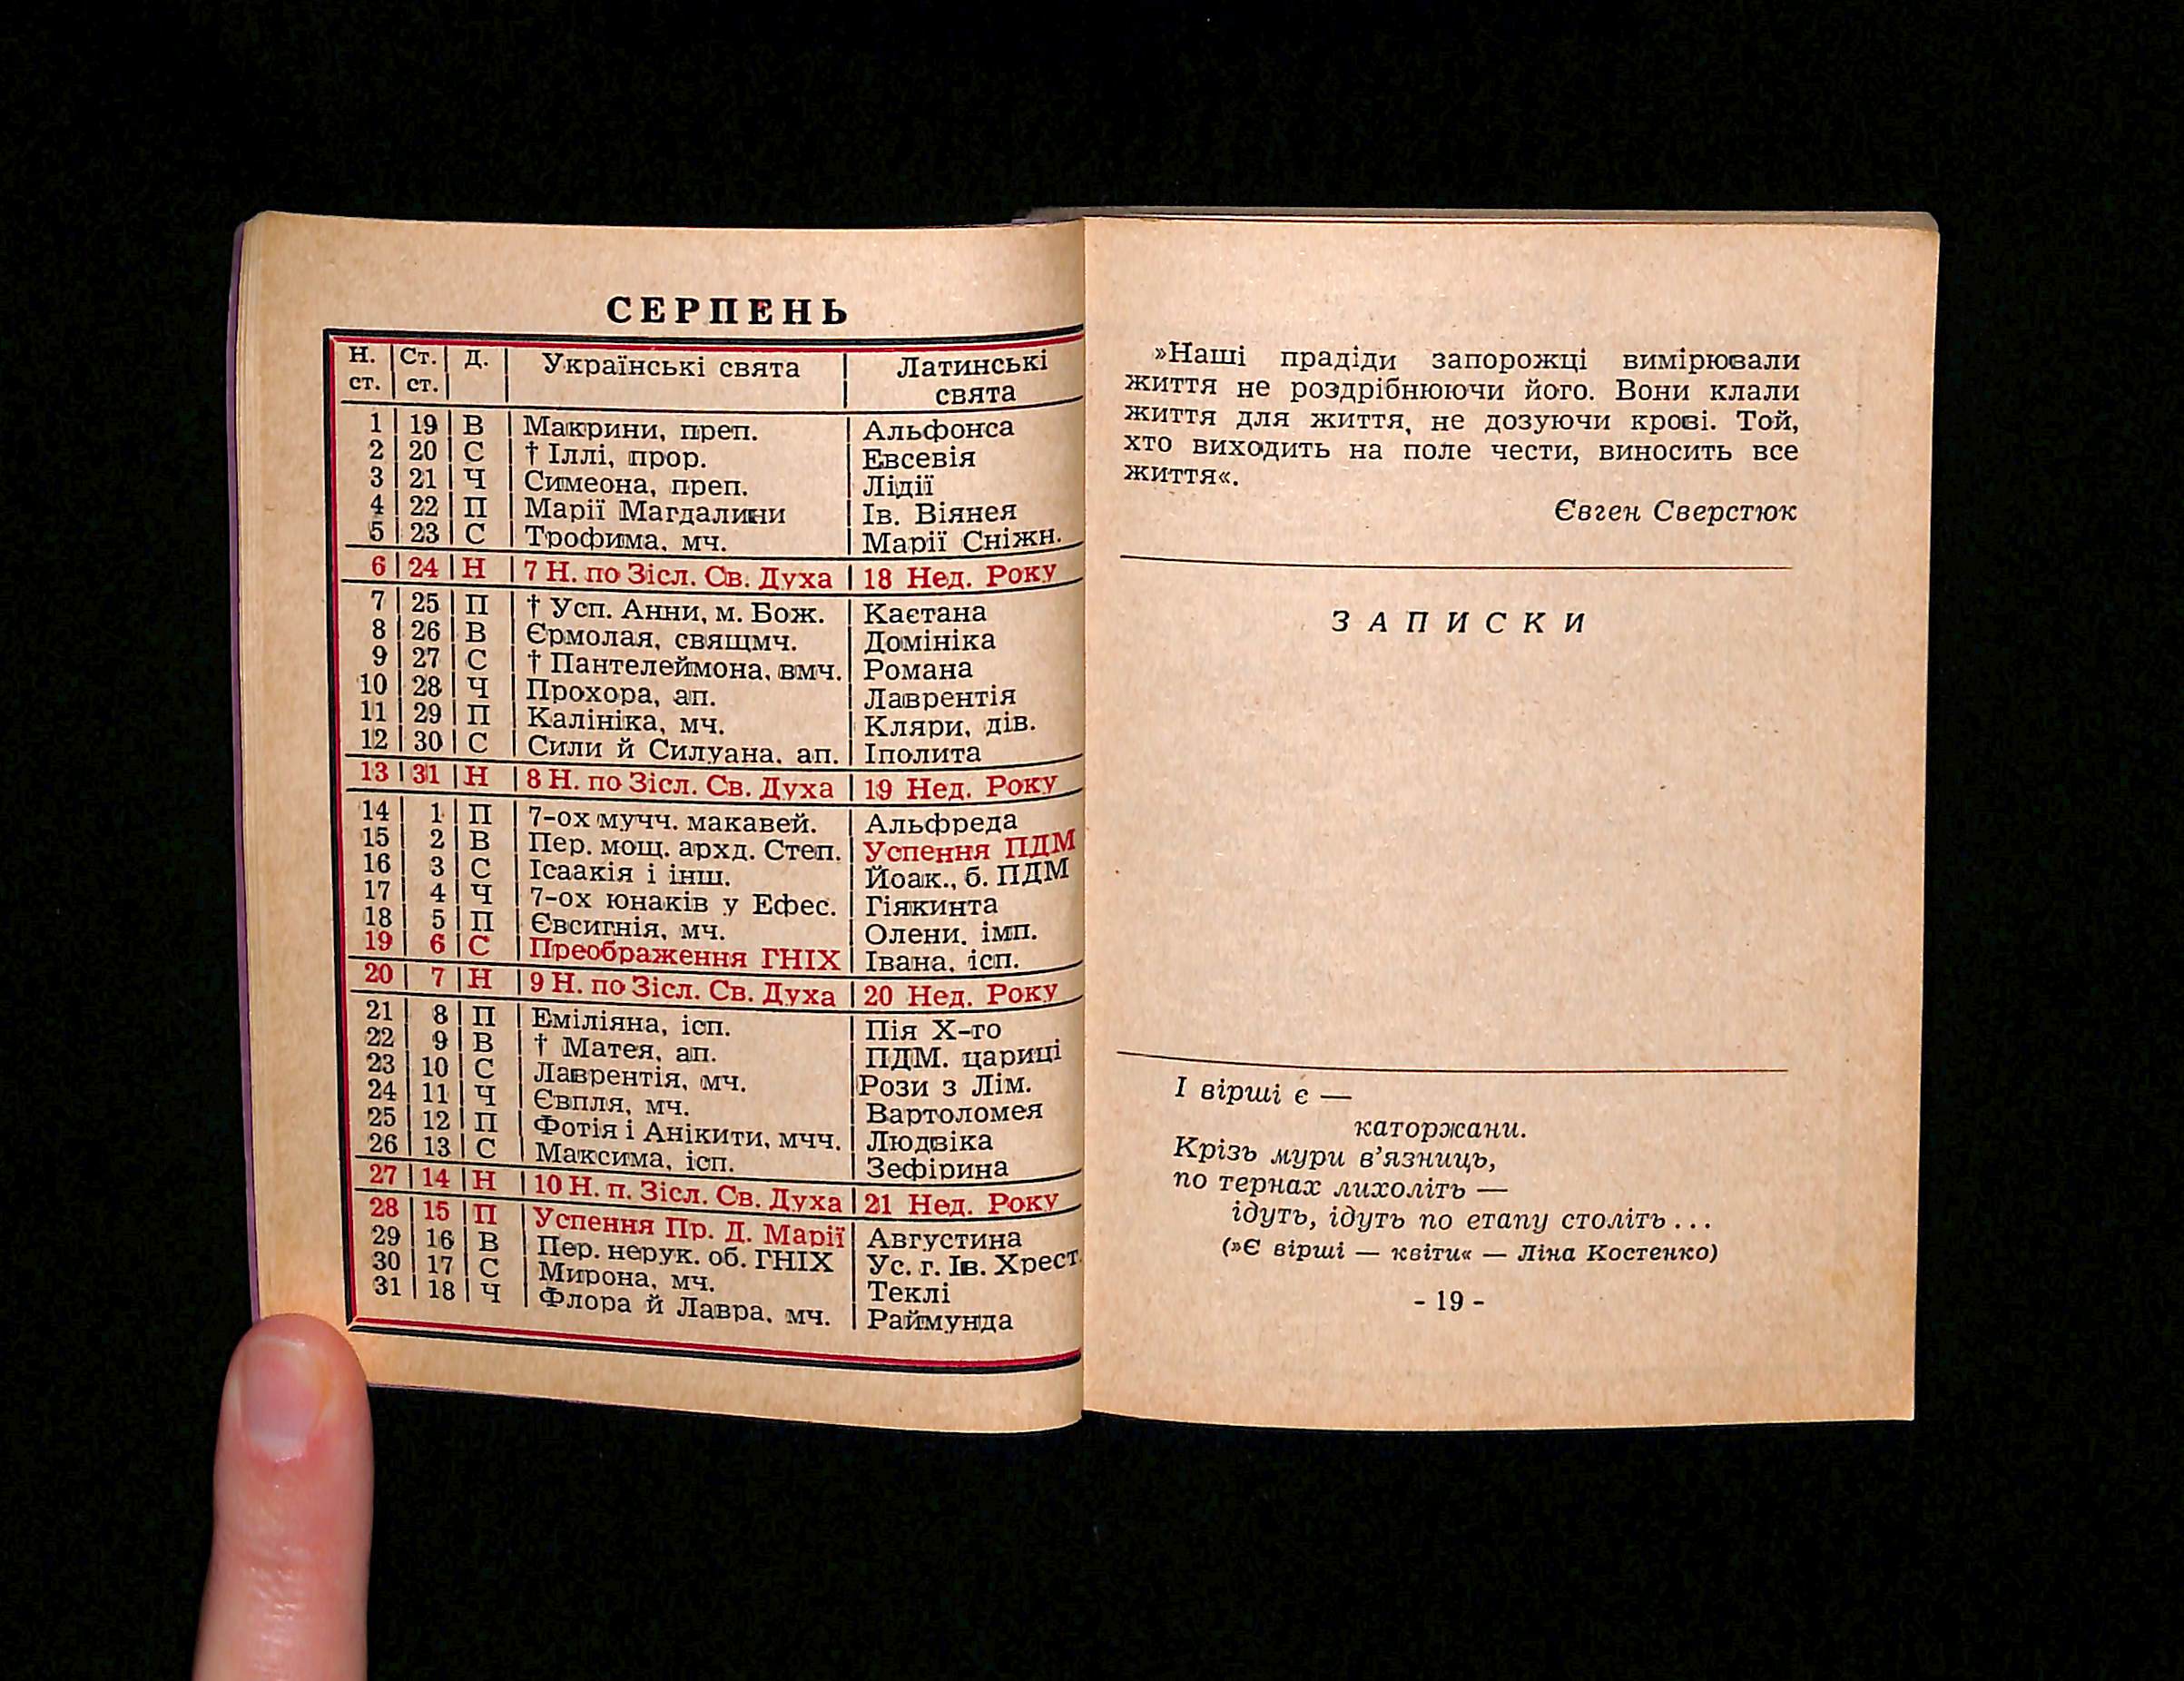 СЕРПЕНЬ
Н. ст. | Ст. ст. | Д. | Українські свята | Латинські свята
1 | 19 | В | Макрини, преп. | Альфонса
2 | 20 | С | † Іллі, прор. | Евсевія
3 | 21 | Ч | Симеона, преп. | Лідії
4 | 22 | П | Марії Магдалини | Ів. Віянея
5 | 23 | С | Трофима, мч. | Марії Сніжн.
6 | 24 | Н | 7 Н. по Зісл. Св. Духа | 18 Нед. Року
7 | 25 | П | † Усп. Анни, м. Бож. | Каєтана
8 | 26 | В | Єрмолая, свящмч. | Домініка
9 | 27 | С | † Пантелеймона, вмч. | Романа
10 | 28 | Ч | Прохора, ап. | Лаврентія
11 | 29 | П | Калініка, мч. | Кляри, дів.
12 | 30 | С | Сили й Силуана, ап. | Іполита
13 | 31 | Н | 8 Н. по Зісл. Св. Духа | 19 Нед. Року
14 | 1 | П | 7-ох мучч. макавей. | Альфреда
15 | 2 | В | Пер. мощ. архд. Степ. | Успення ПДМ
16 | 3 | С | Ісаакія і інш. | Йоак., б. ПДМ
17 | 4 | Ч | 7-ох юнаків у Ефес. | Гіякинта
18 | 5 | П | Євсигнія, мч. | Олени, імп.
19 | 6 | С | Преображення ГНІХ | Івана, ісп.
20 | 7 | Н | 9 Н. по Зісл. Св. Духа | 20 Нед. Року
21 | 8 | П | Еміліяна, ісп. | Пія X-го
22 | 9 | В | † Матея, ап. | ПДМ. цариці
23 | 10 | С | Лаврентія, мч. | Рози з Лім.
24 | 11 | Ч | Євпля, мч. | Вартоломея
25 | 12 | П | Фотія і Анікити, мчч. | Людвіка
26 | 13 | С | Максима, ісп. | Зефірина
27 | 14 | Н | 10 Н. п. Зісл. Св. Духа | 21 Нед. Року
28 | 15 | П | Успення Пр. Д. Марії | Августина
29 | 16 | В | Пер. нерук. об. ГНІХ | Ус. г. Ів. Хрест.
30 | 17 | С | Мирона, мч. | Теклі
31 | 18 | Ч | Флора й Лавра, мч. | Раймунда
»Наші прадіди запорожці вимірювали
життя не роздрібнюючи його. Вони клали
життя для життя, не дозуючи крові. Той,
хто виходить на поле чести, виносить все
життя«.
Євген Сверстюк
ЗАПИСКИ
І вірші є —
каторжани.
Крізь мури в'язниць,
по тернах лихоліть —
ідуть, ідуть по етапу століть...
(»Є вірші — квіти« — Ліна Костенко)
- 19 -